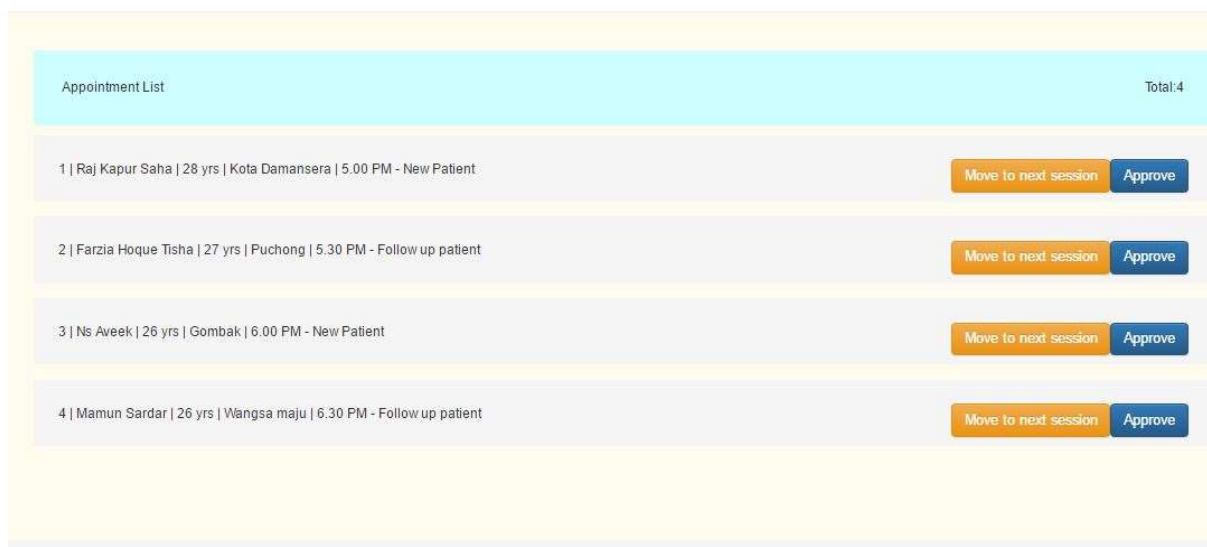 Appointment List Total:4
1 | Raj Kapur Saha | 28 yrs | Kota Damansera | 5.00 PM - New Patient
Move to next session Approve
2 | Farzia Hoque Tisha | 27 yrs | Puchong | 5.30 PM - Follow up patient
Move to next session Approve
3 | Ns Aveek | 26 yrs | Gombak | 6.00 PM - New Patient
Move to next session Approve
4 | Mamun Sardar | 26 yrs | Wangsa maju | 6.30 PM - Follow up patient
Move to next session Approve